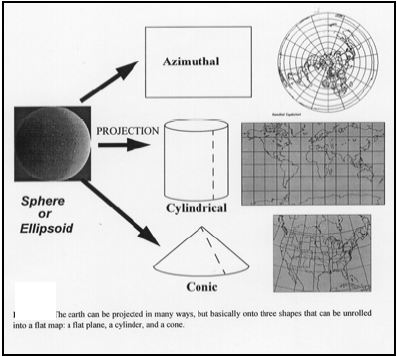 Azimuthal
PROJECTION
Sphere
or
Ellipsoid
Cylindrical
Conic
The earth can be projected in many ways, but basically onto three shapes that can be unrolled
into a flat map: a flat plane, a cylinder, and a cone.